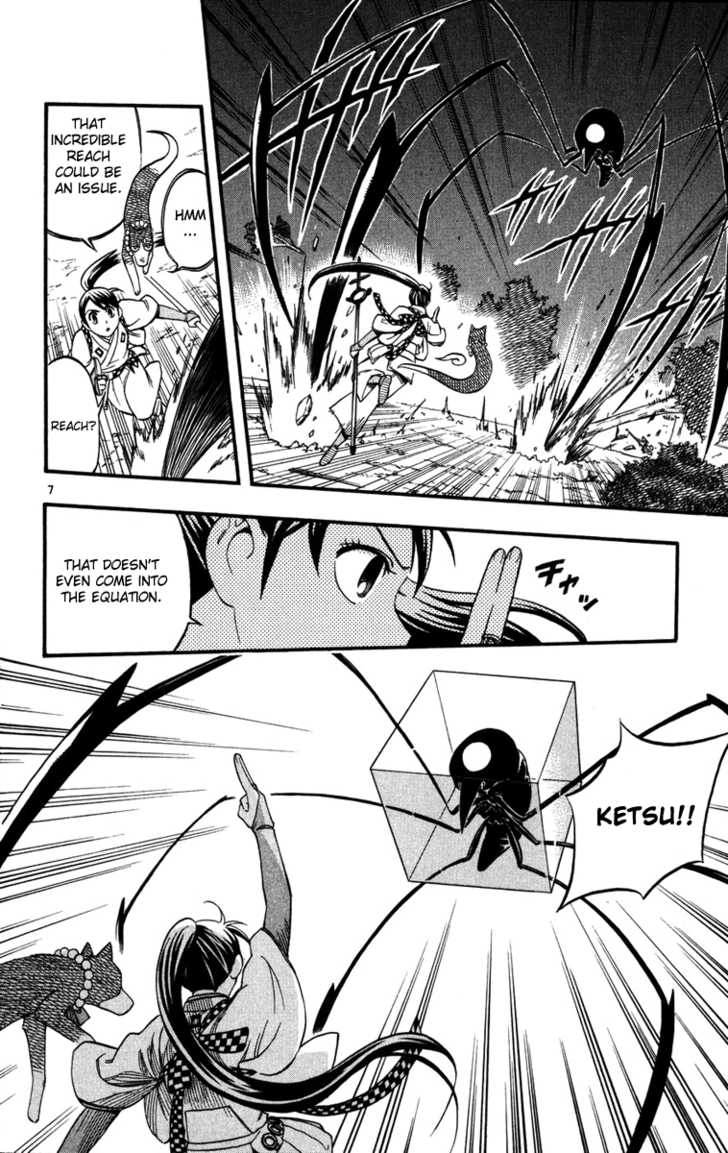 HMM
...
THAT
INCREDIBLE
REACH
COULD BE
AN ISSUE.
REACH?
7
THAT DOESN'T
EVEN COME INTO
THE EQUATION.
チャッ
KETSU!!